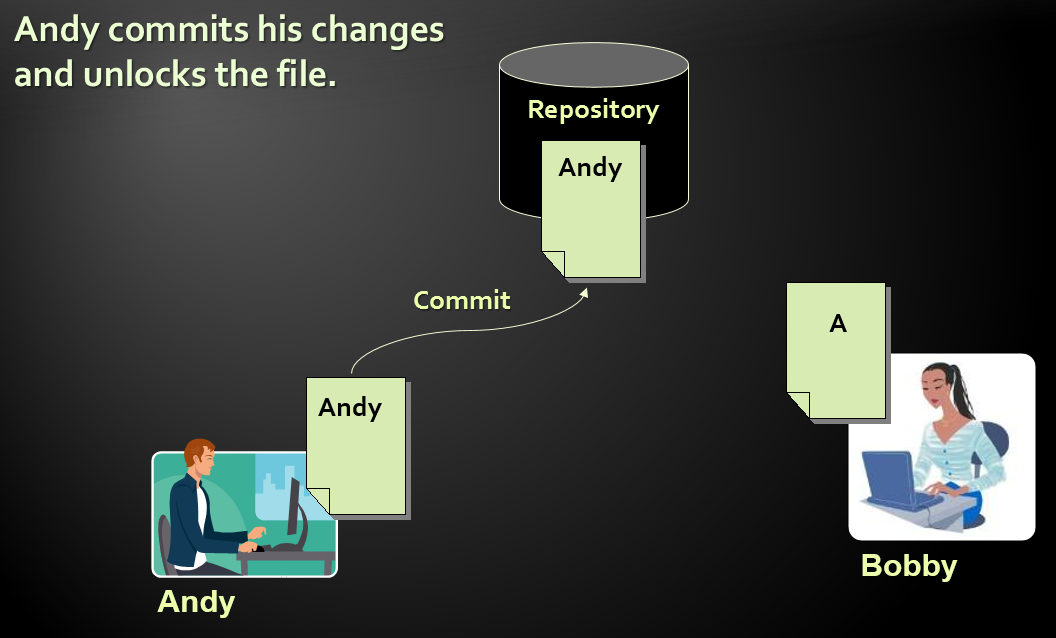 Andy commits his changes
and unlocks the file.
Repository
Andy
Commit
A
Andy
Bobby
Andy